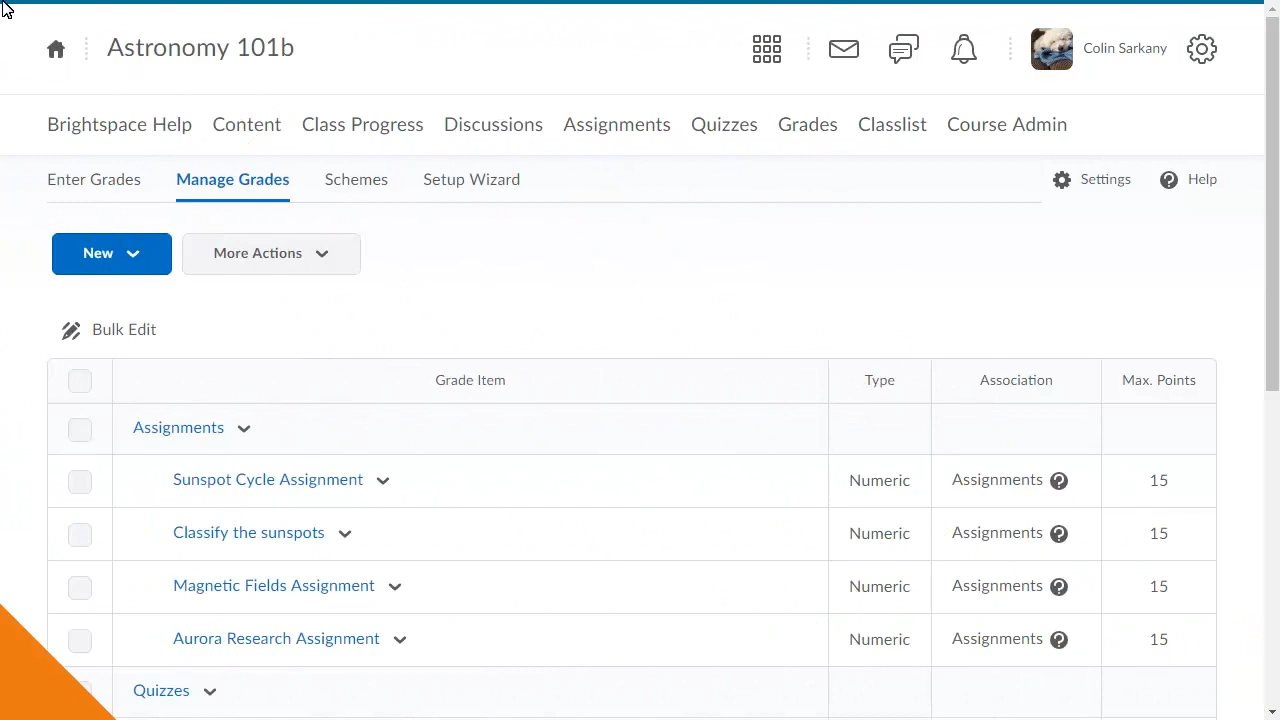 Astronomy 101b
Colin Sarkany
Brightspace Help Content Class Progress Discussions Assignments Quizzes Grades Classlist Course Admin
Enter Grades Manage Grades Schemes Setup Wizard Settings Help
New More Actions
Bulk Edit
Grade Item Type Association Max. Points
Assignments
Sunspot Cycle Assignment Numeric Assignments 15
Classify the sunspots Numeric Assignments 15
Magnetic Fields Assignment Numeric Assignments 15
Aurora Research Assignment Numeric Assignments 15
Quizzes